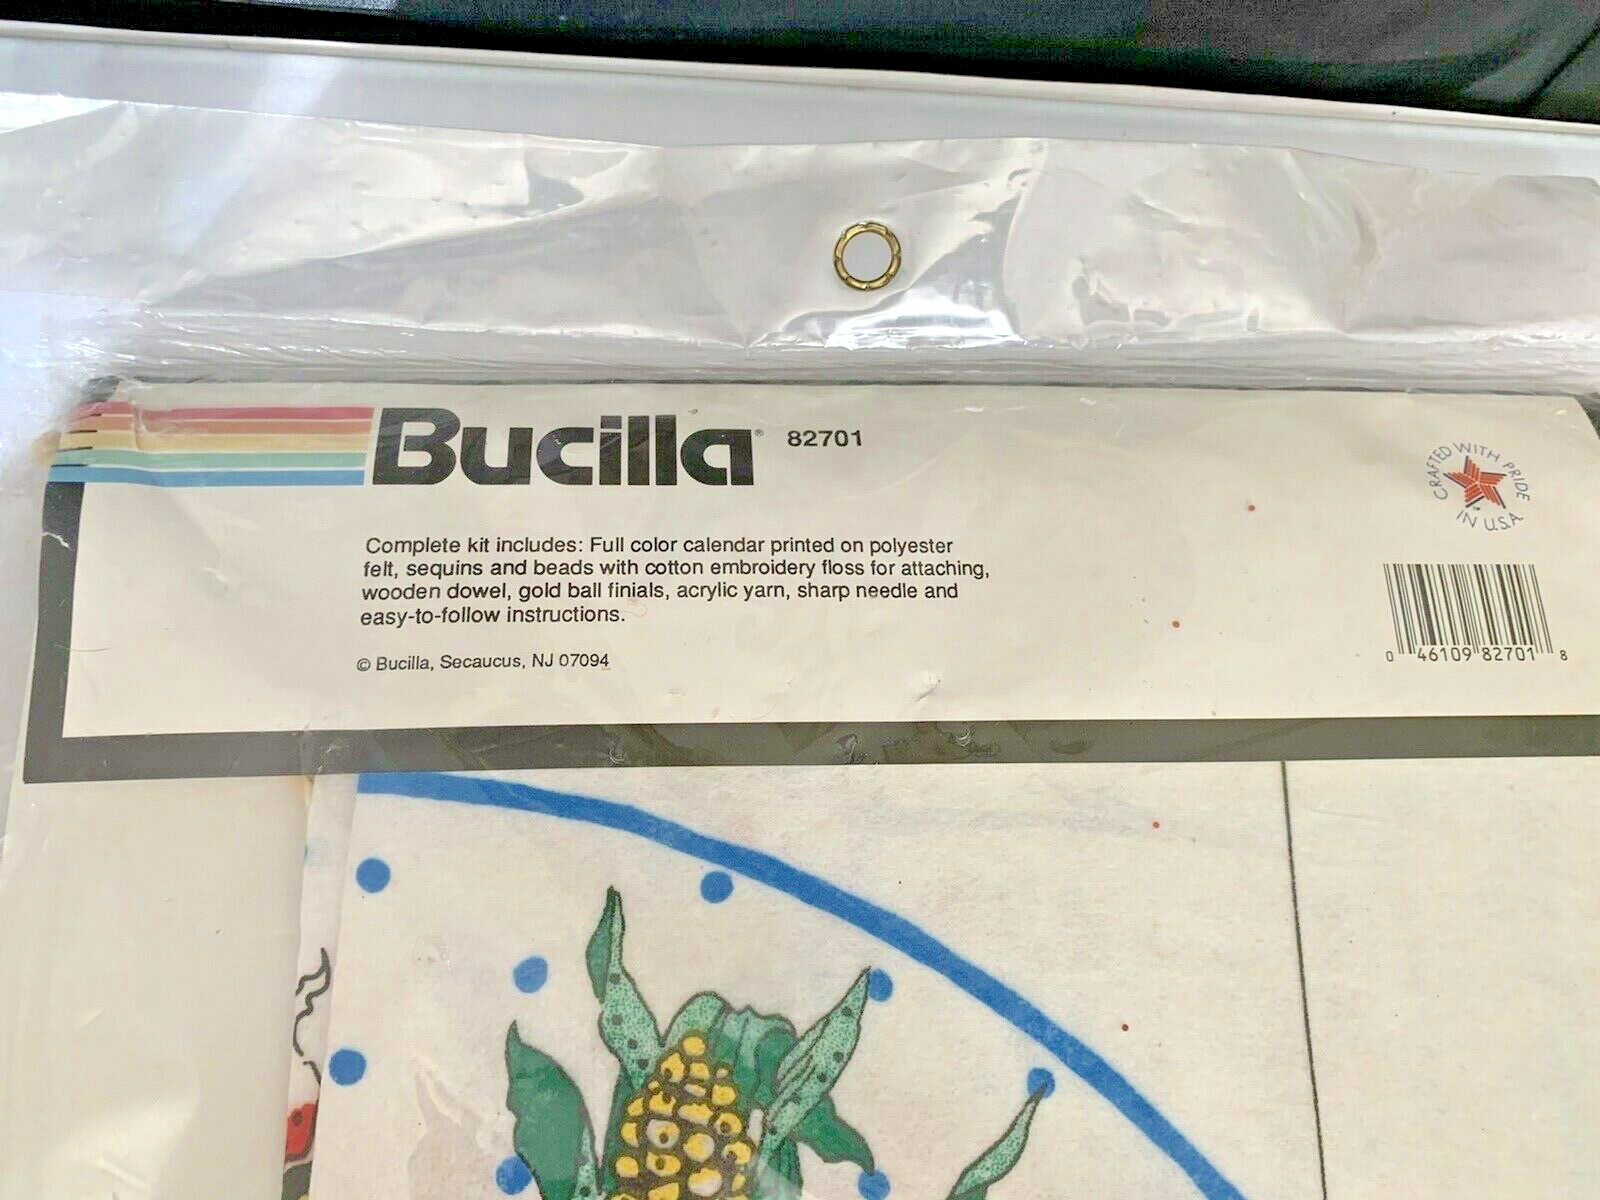 Bucilla® 82701
CRAFTED WITH PRIDE
IN U.S.A
Complete kit includes: Full color calendar printed on polyester
felt, sequins and beads with cotton embroidery floss for attaching,
wooden dowel, gold ball finials, acrylic yarn, sharp needle and
easy-to-follow instructions.
© Bucilla, Secaucus, NJ 07094
0 46109 82701 8